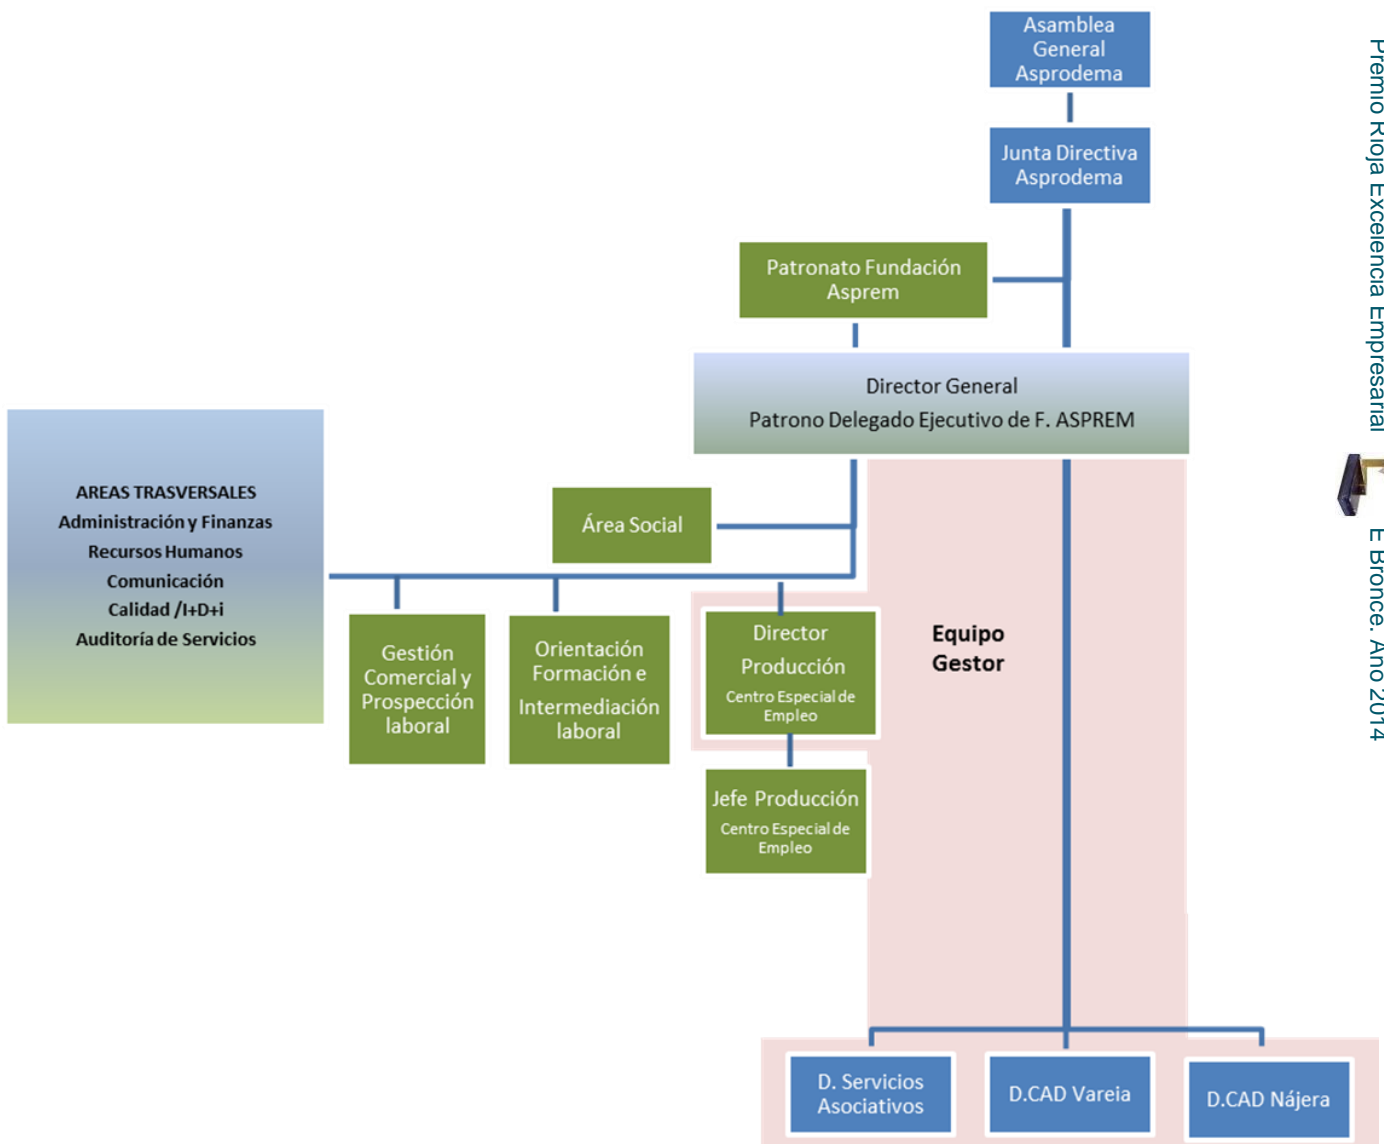 Asamblea
General
Asprodema
Junta Directiva
Asprodema
Patronato Fundación
Asprem
Director General
Patrono Delegado Ejecutivo de F. ASPREM
AREAS TRASVERSALES
Administración y Finanzas
Recursos Humanos
Comunicación
Calidad /I+D+i
Auditoría de Servicios
Área Social
Gestión
Comercial y
Prospección
laboral
Orientación
Formación e
Intermediación
laboral
Director
Producción
Centro Especial de
Empleo
Equipo
Gestor
Jefe Producción
Centro Especial de
Empleo
D. Servicios
Asociativos
D.CAD Vareia
D.CAD Nájera
Premio Rioja Excelencia Empresarial
E Bronce. Año 2014